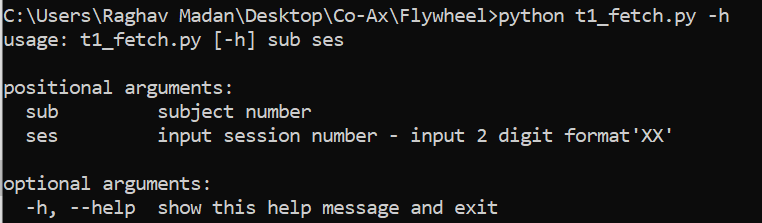 C:\Users\Raghav Madan\Desktop\Co-Ax\Flywheel>python t1_fetch.py -h
usage: t1_fetch.py [-h] sub ses
positional arguments:
sub subject number
ses input session number - input 2 digit format'XX'
optional arguments:
-h, --help show this help message and exit